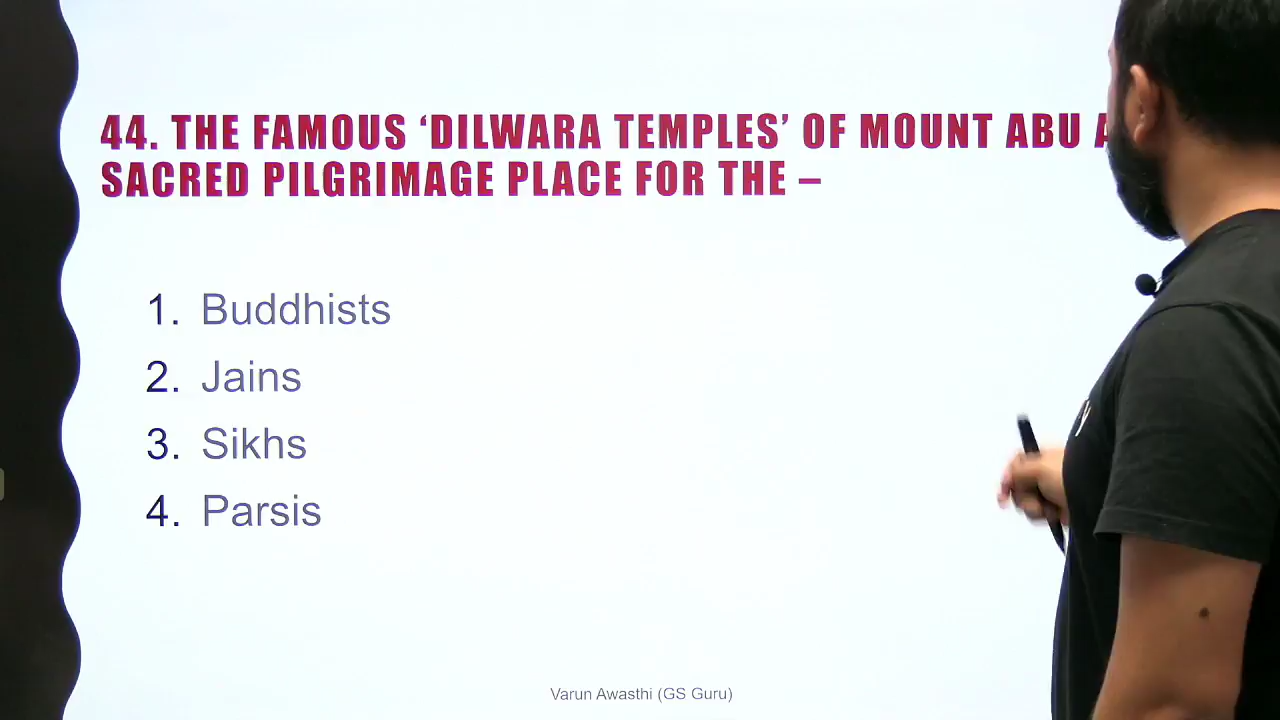 44. THE FAMOUS ‘DILWARA TEMPLES’ OF MOUNT ABU
SACRED PILGRIMAGE PLACE FOR THE –
1. Buddhists
2. Jains
3. Sikhs
4. Parsis
Varun Awasthi (GS Guru)